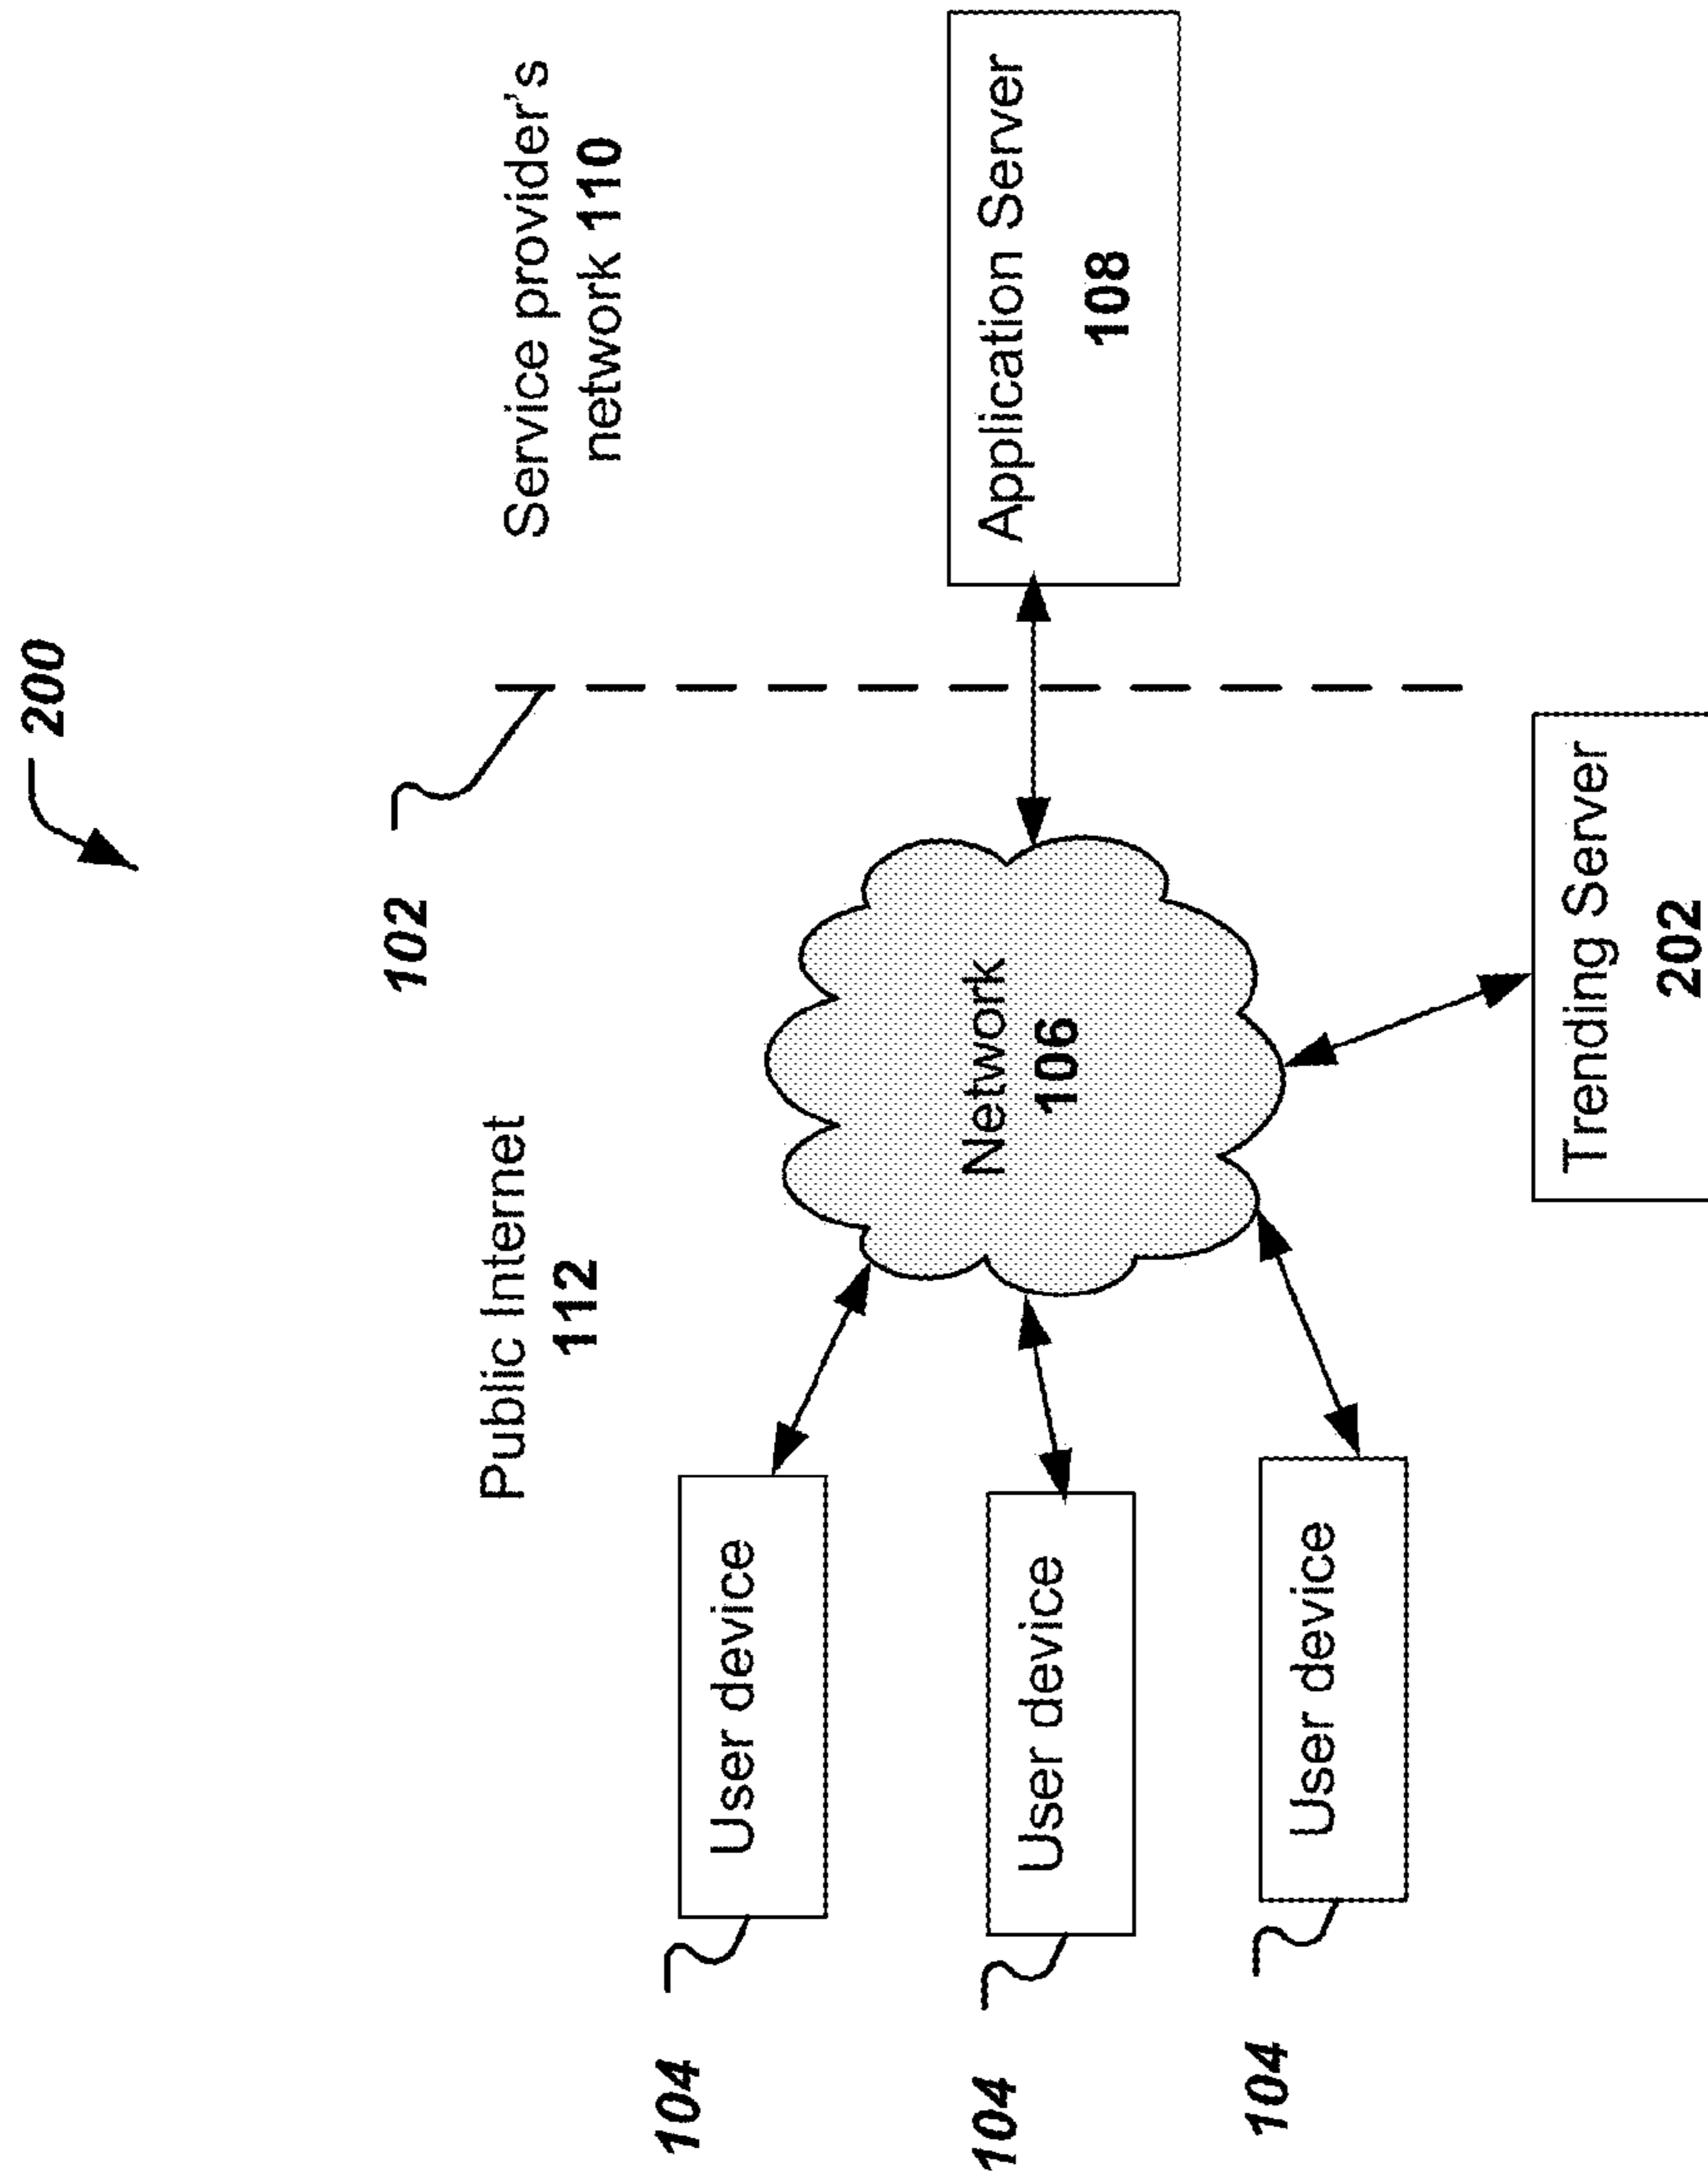 200
102
Public Internet
112
Service provider's
network 110
104
User device
104
User device
104
User device
Network
106
Application Server
108
Trending Server
202